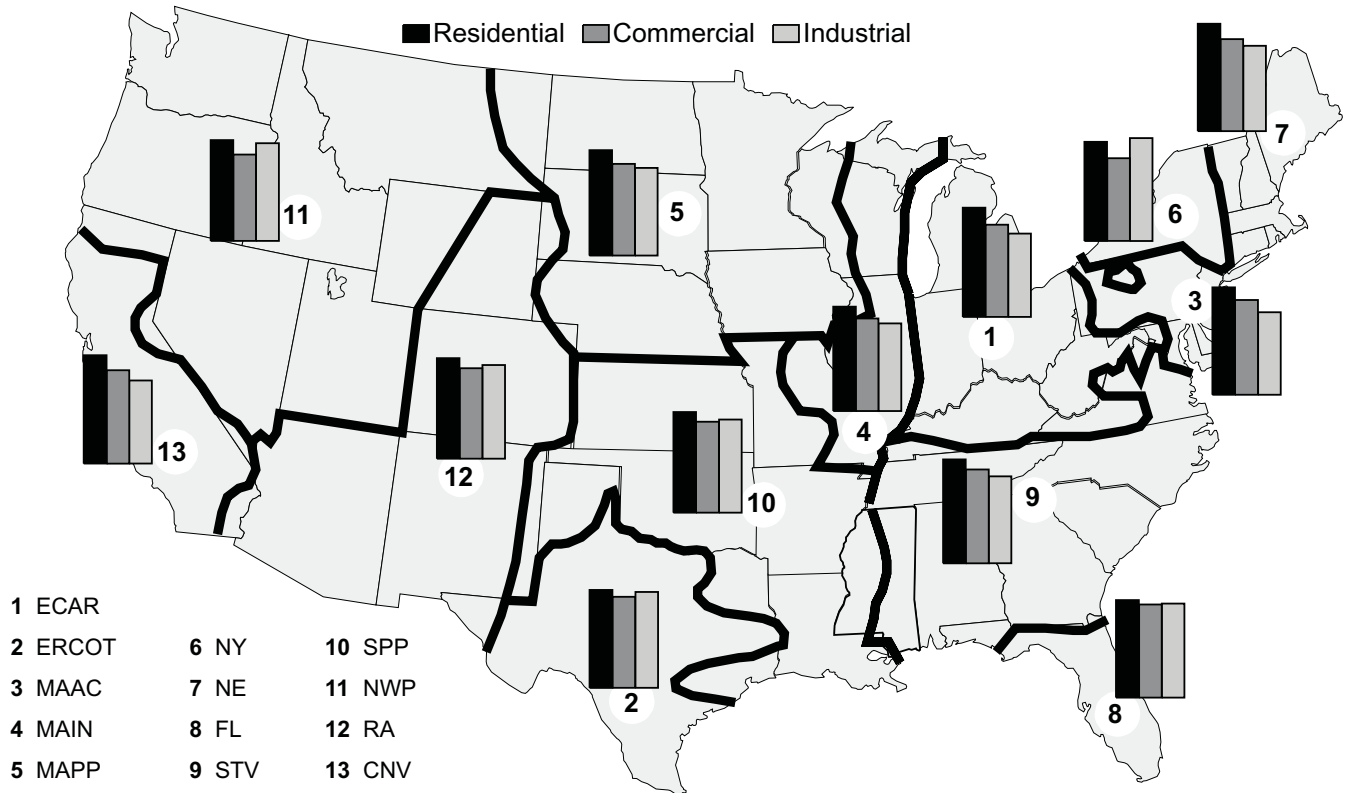 Residential Commercial Industrial
7
11
5
6
3
1
13
12
4
10
9
2
8
1 ECAR
2 ERCOT 6 NY 10 SPP
3 MAAC 7 NE 11 NWP
4 MAIN 8 FL 12 RA
5 MAPP 9 STV 13 CNV